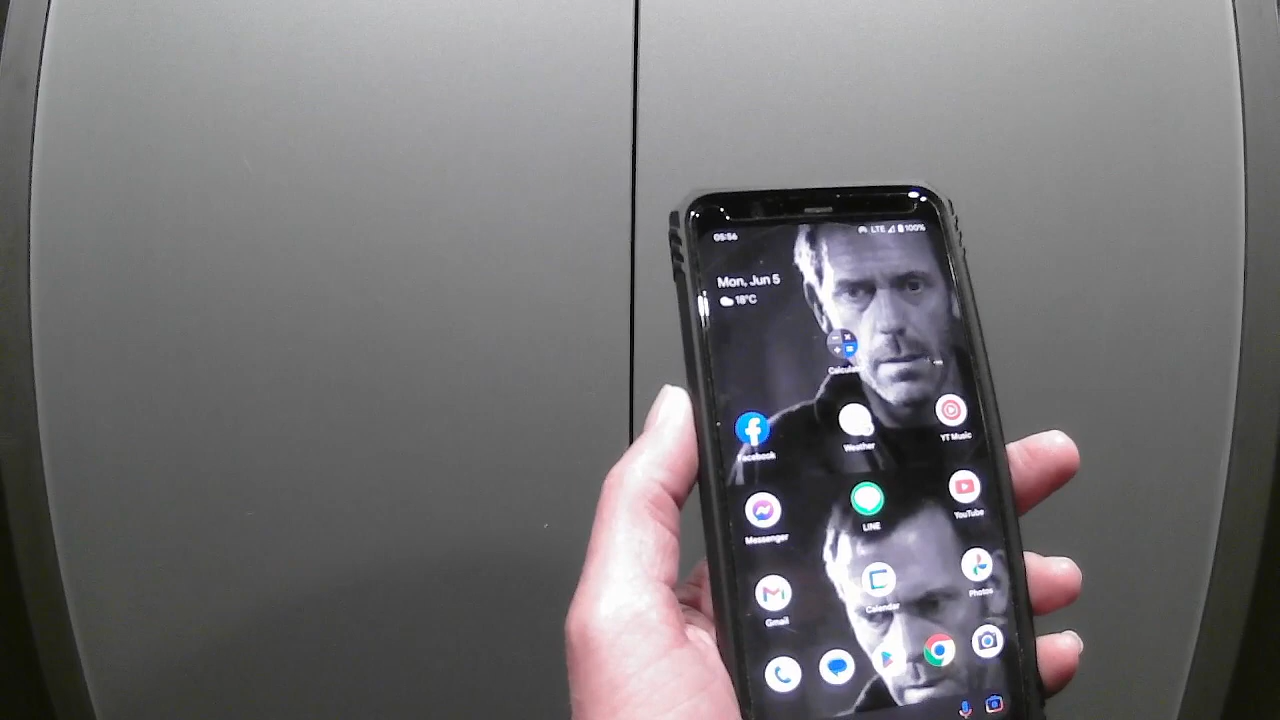 05:56 LTE 100%
Mon, Jun 5
18°C
Calculator
Facebook Weather YT Music
Messenger LINE YouTube
Gmail Calendar Photos